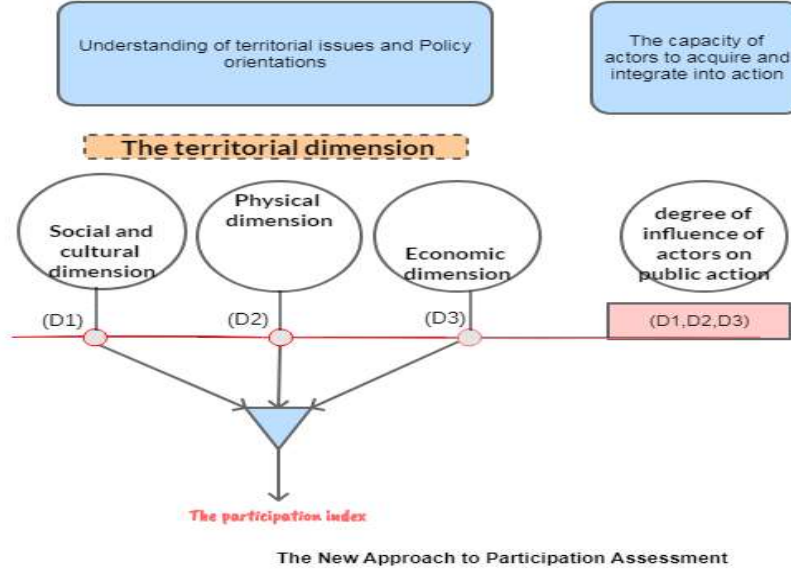 Understanding of territorial issues and Policy
orientations
The capacity of
actors to acquire and
integrate into action
The territorial dimension
Social and
cultural
dimension
Physical
dimension
Economic
dimension
degree of
influence of
actors on
public action
(D1)
(D2)
(D3)
(D1,D2,D3)
The participation index
The New Approach to Participation Assessment